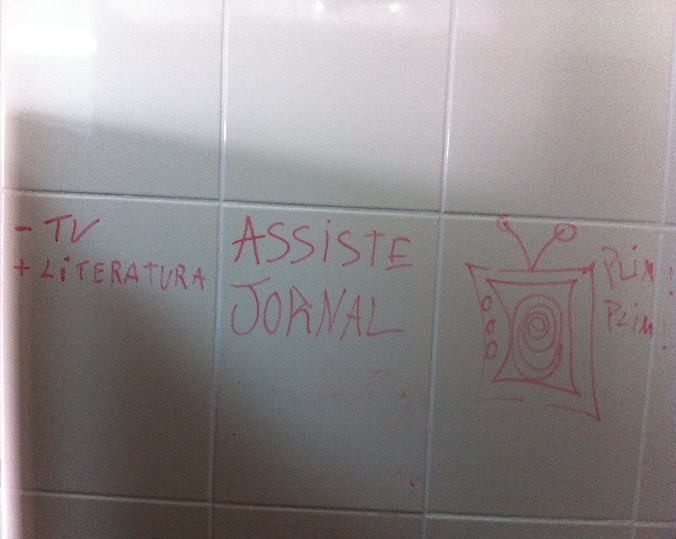 - TV
+ LiTERATURA
ASSISTE
JORNAL
PLiM!
PLiM!